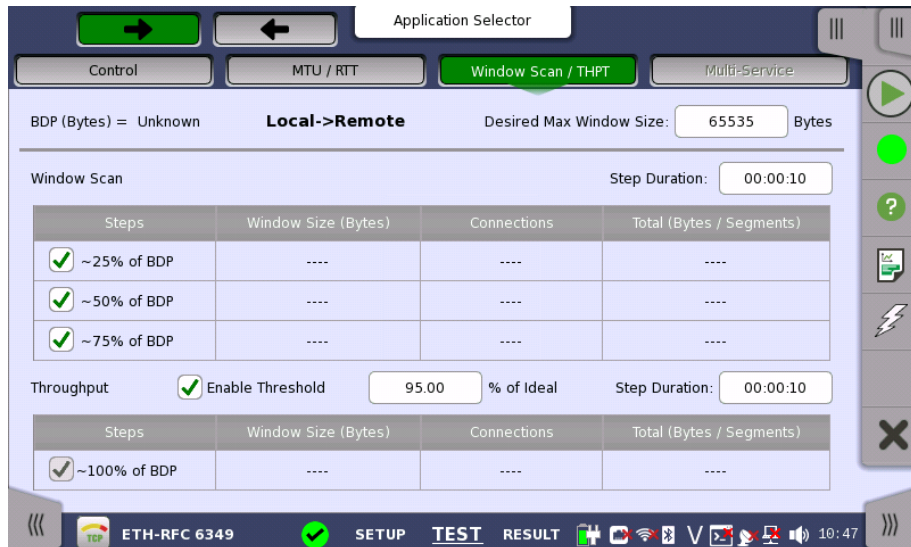 Application Selector
Control MTU / RTT Window Scan / THPT Multi-Service
BDP (Bytes) = Unknown Local->Remote Desired Max Window Size: 65535 Bytes
Window Scan Step Duration: 00:00:10
Steps Window Size (Bytes) Connections Total (Bytes / Segments)
~25% of BDP ---- ---- ----
~50% of BDP ---- ---- ----
~75% of BDP ---- ---- ----
Throughput Enable Threshold 95.00 % of Ideal Step Duration: 00:00:10
Steps Window Size (Bytes) Connections Total (Bytes / Segments)
~100% of BDP ---- ---- ----
TCP ETH-RFC 6349 SETUP TEST RESULT V 10:47